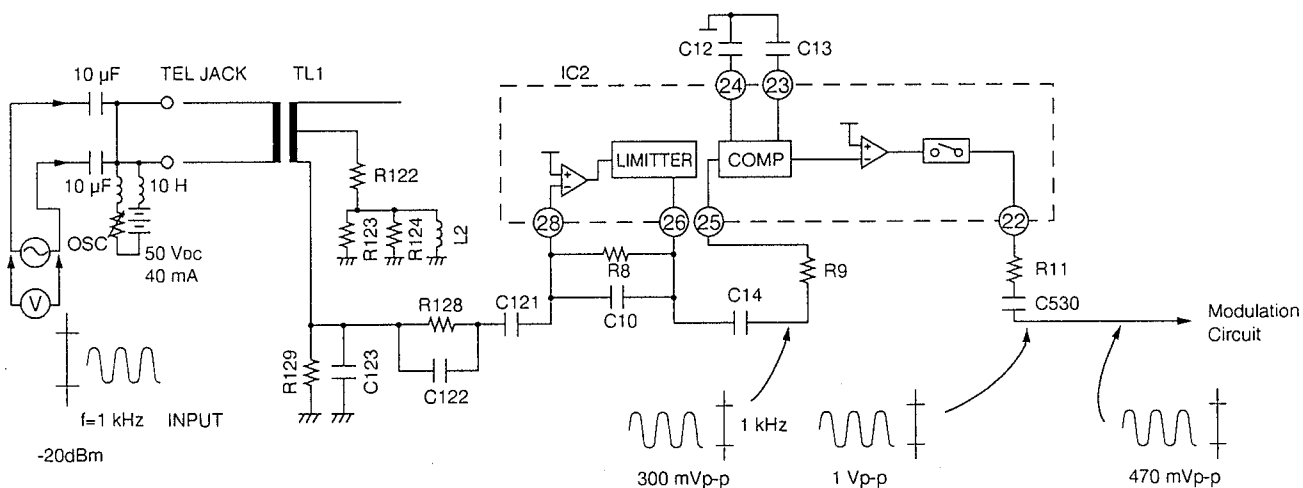 C12
C13
10 µF
TEL JACK
TL1
IC2
24
23
LIMITTER
COMP
+
−
+
−
10 µF
10 H
R122
28
26
25
22
OSC
R123
R124
L2
50 VDC
40 mA
R8
R9
R11
V
C121
C10
C14
C530
R128
Modulation
Circuit
R129
C123
C122
f=1 kHz INPUT
1 kHz
-20dBm
300 mVp-p
1 Vp-p
470 mVp-p